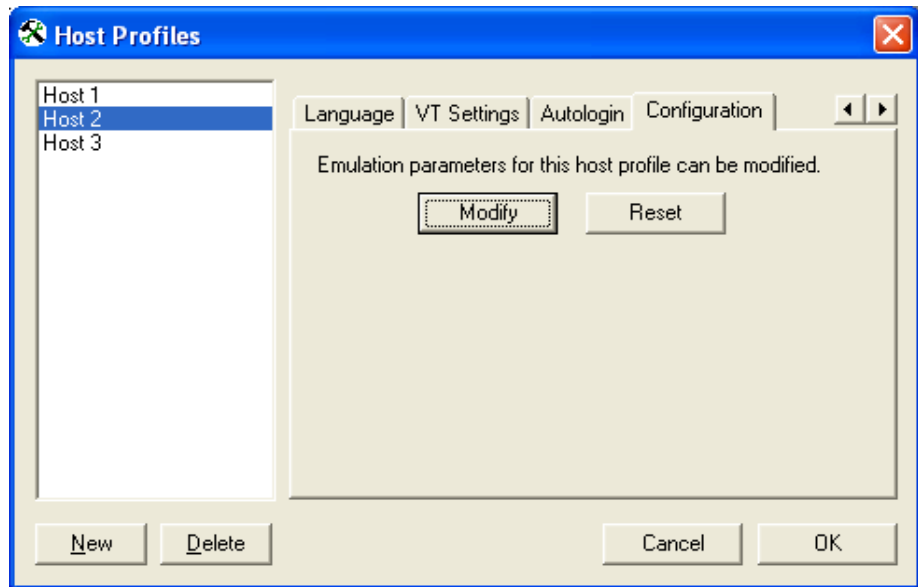 Host Profiles
Host 1
Host 2
Host 3
Language VT Settings Autologin Configuration
Emulation parameters for this host profile can be modified.
Modify Reset
New Delete Cancel OK